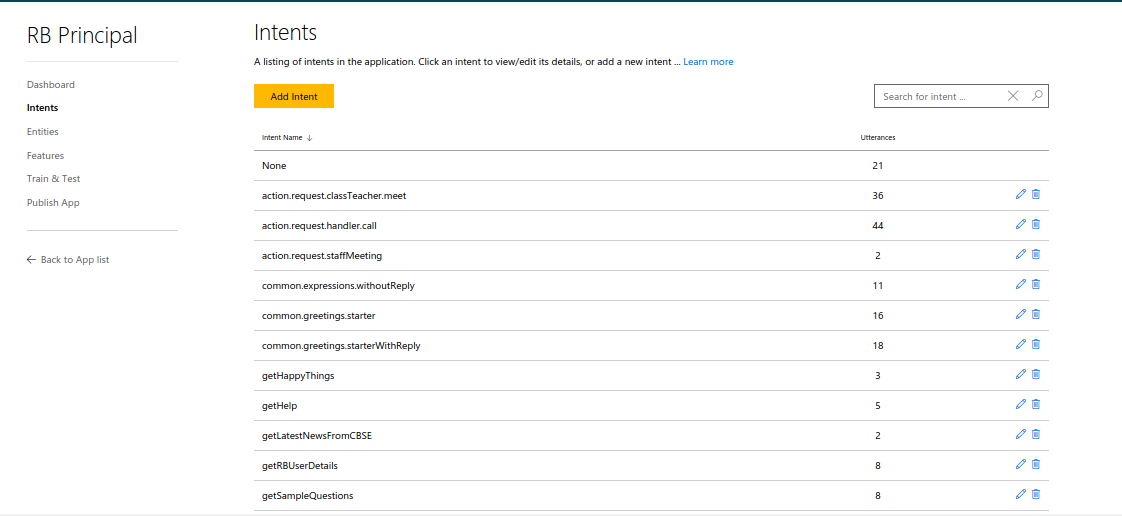 RB Principal
Dashboard
Intents
Entities
Features
Train & Test
Publish App
Back to App list
Intents
A listing of intents in the application. Click an intent to view/edit its details, or add a new intent ... Learn more
Add Intent
Search for intent ...
Intent Name Utterances
None 21
action.request.classTeacher.meet 36
action.request.handler.call 44
action.request.staffMeeting 2
common.expressions.withoutReply 11
common.greetings.starter 16
common.greetings.starterWithReply 18
getHappyThings 3
getHelp 5
getLatestNewsFromCBSE 2
getRBUserDetails 8
getSampleQuestions 8